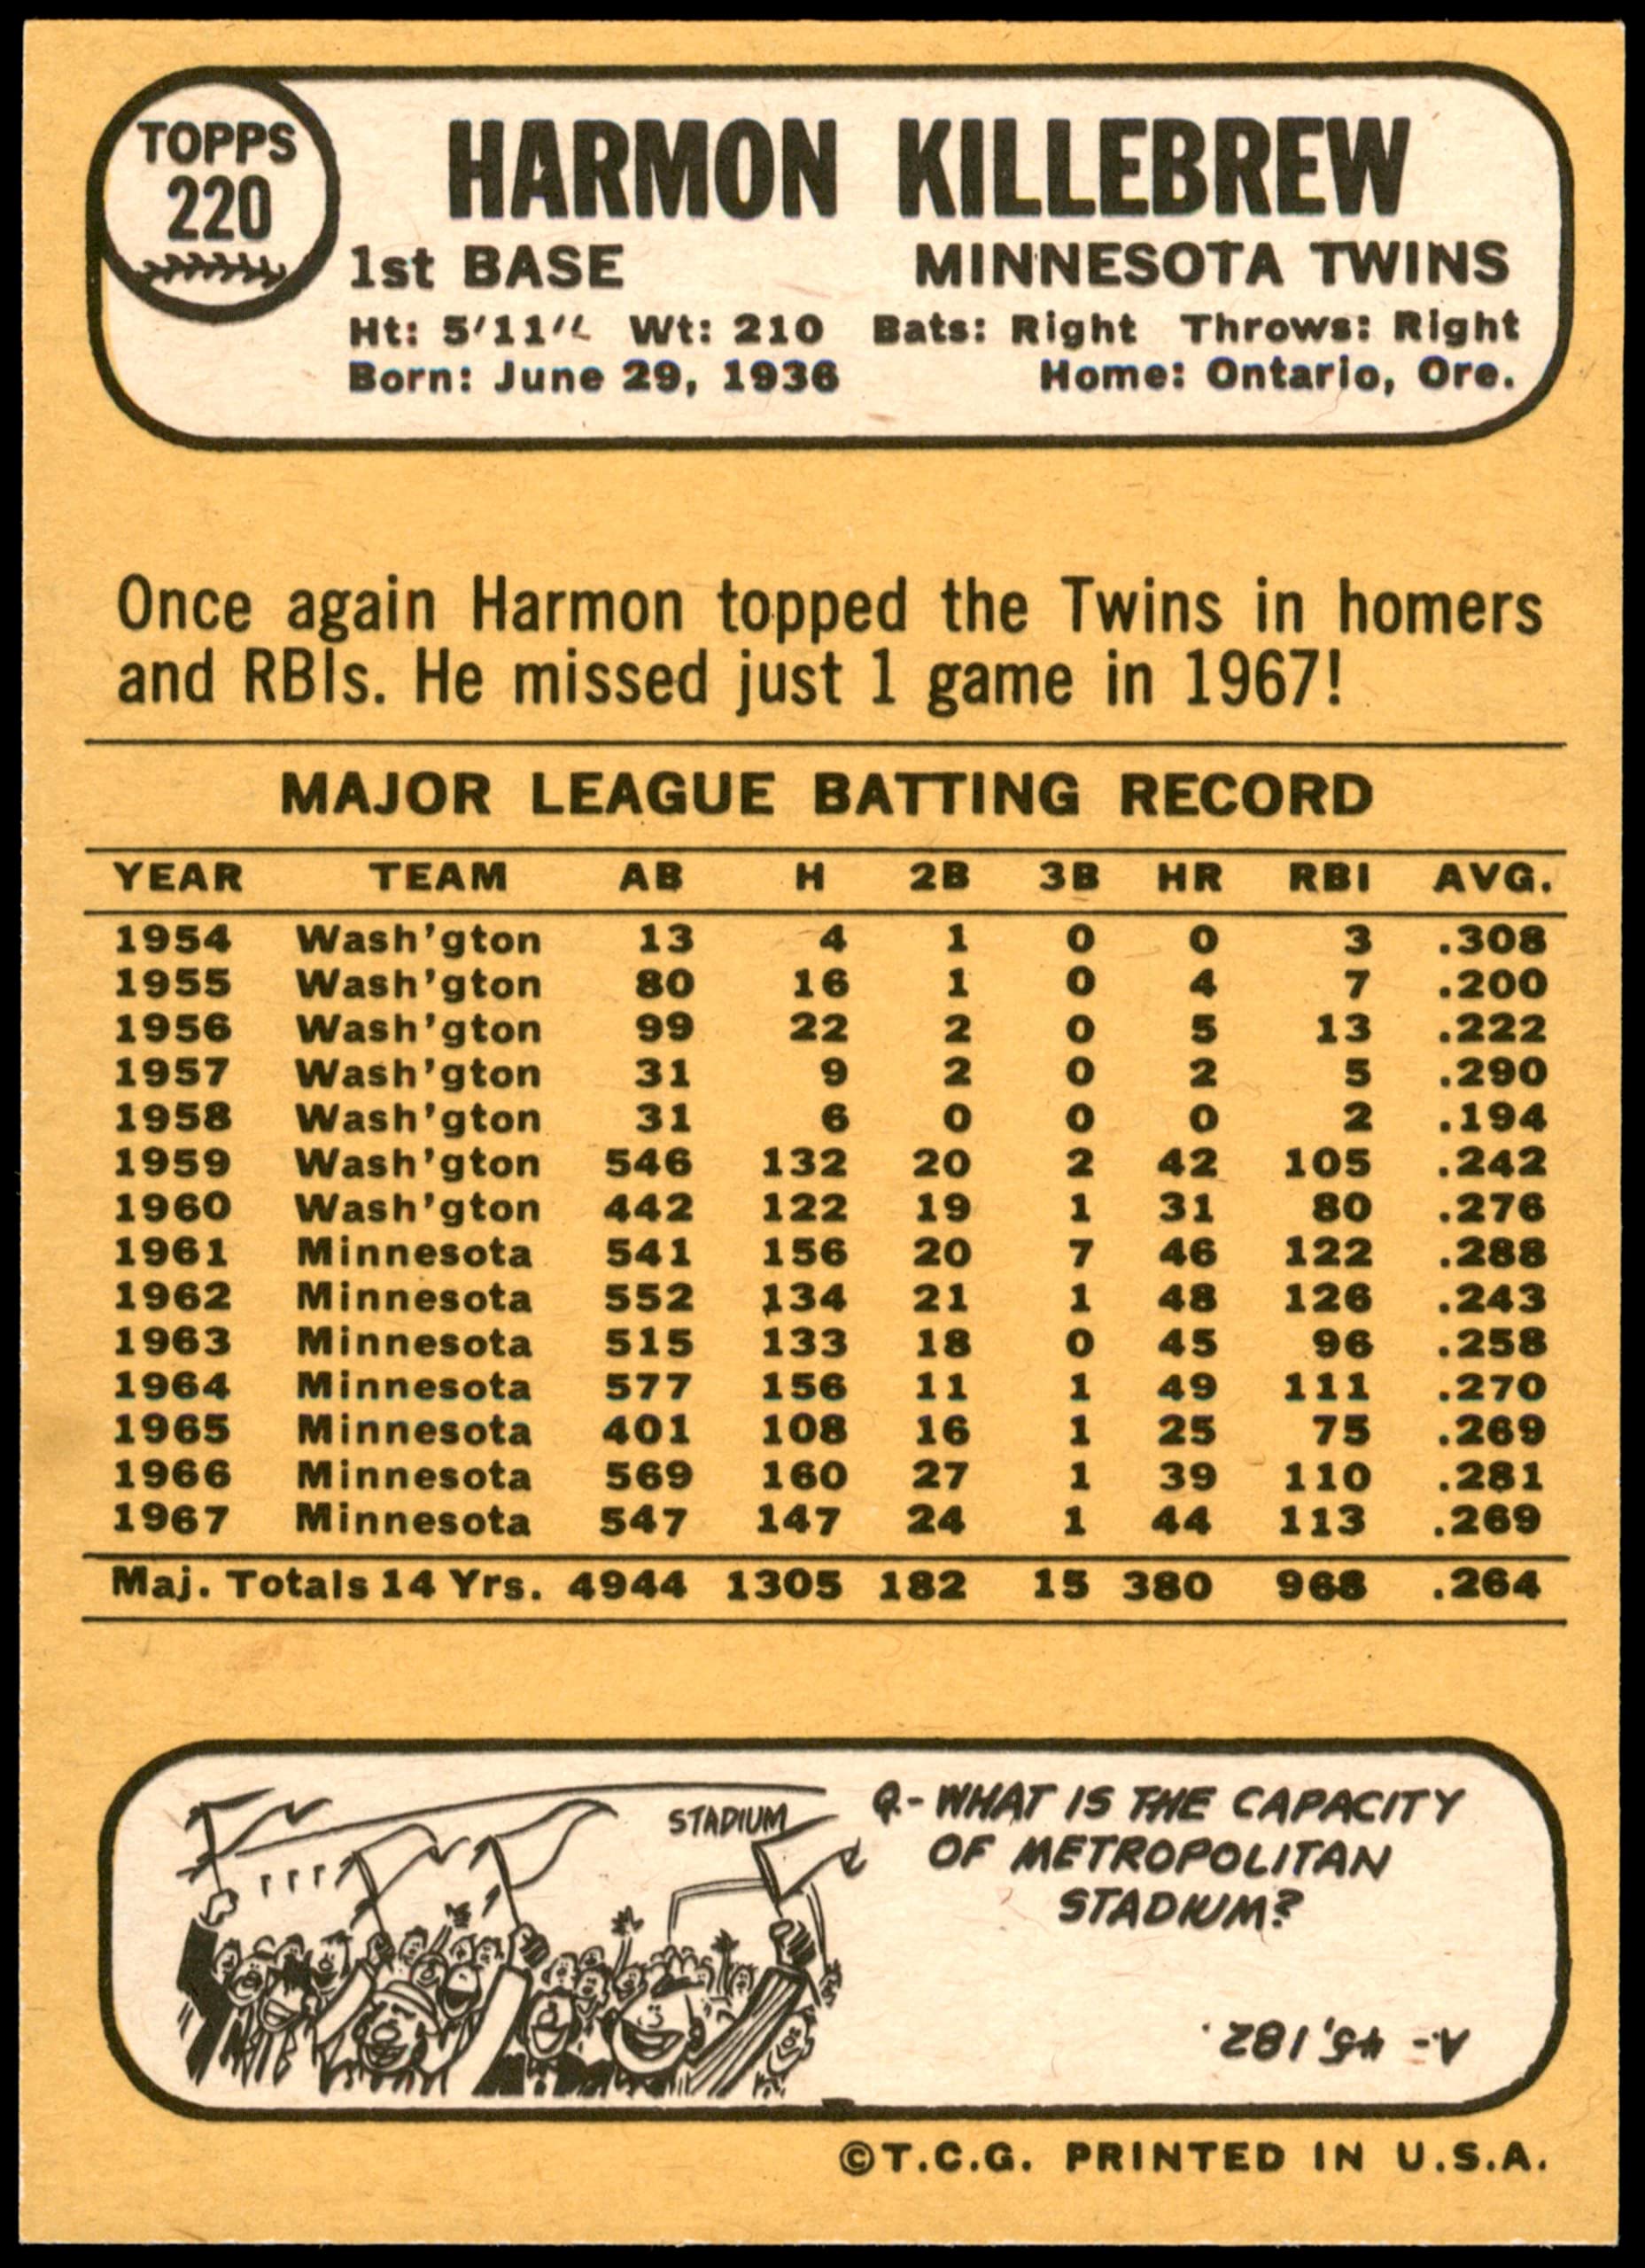 TOPPS
220
HARMON KILLEBREW
1st BASE MINNESOTA TWINS
Ht: 5'11" Wt: 210 Bats: Right Throws: Right
Born: June 29, 1936 Home: Ontario, Ore.
Once again Harmon topped the Twins in homers
and RBIs. He missed just 1 game in 1967!
MAJOR LEAGUE BATTING RECORD
YEAR TEAM AB H 2B 3B HR RBI AVG.
1954 Wash'gton 13 4 1 0 0 3 .308
1955 Wash'gton 80 16 1 0 4 7 .200
1956 Wash'gton 99 22 2 0 5 13 .222
1957 Wash'gton 31 9 2 0 2 5 .290
1958 Wash'gton 31 6 0 0 0 2 .194
1959 Wash'gton 546 132 20 2 42 105 .242
1960 Wash'gton 442 122 19 1 31 80 .276
1961 Minnesota 541 156 20 7 46 122 .288
1962 Minnesota 552 134 21 1 48 126 .243
1963 Minnesota 515 133 18 0 45 96 .258
1964 Minnesota 577 156 11 1 49 111 .270
1965 Minnesota 401 108 16 1 25 75 .269
1966 Minnesota 569 160 27 1 39 110 .281
1967 Minnesota 547 147 24 1 44 113 .269
Maj. Totals 14 Yrs. 4944 1305 182 15 380 968 .264
STADIUM
Q-WHAT IS THE CAPACITY
OF METROPOLITAN
STADIUM?
A- 45,182.
©T.C.G. PRINTED IN U.S.A.